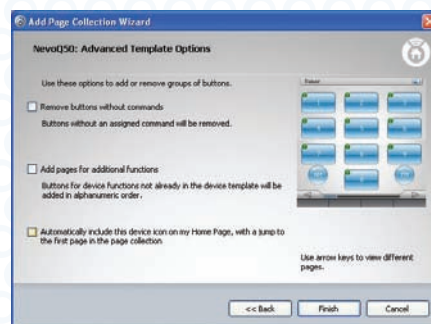 Add Page Collection Wizard
NevoQ50: Advanced Template Options
Use these options to add or remove groups of buttons.
Remove buttons without commands
Buttons without an assigned command will be removed.
Add pages for additional functions
Buttons for device functions not already in the device template will be
added in alphanumeric order.
Automatically include this device icon on my Home Page, with a jump to
the first page in the page collection
Use arrow keys to view different
pages.
<< Back
Finish
Cancel